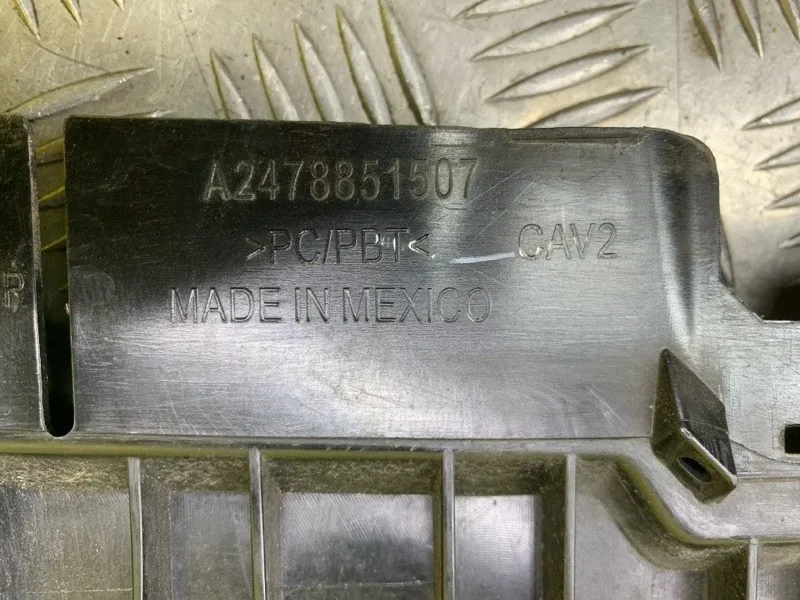 A2478851507
>PC/PBT< CAV2
MADE IN MEXICO
P